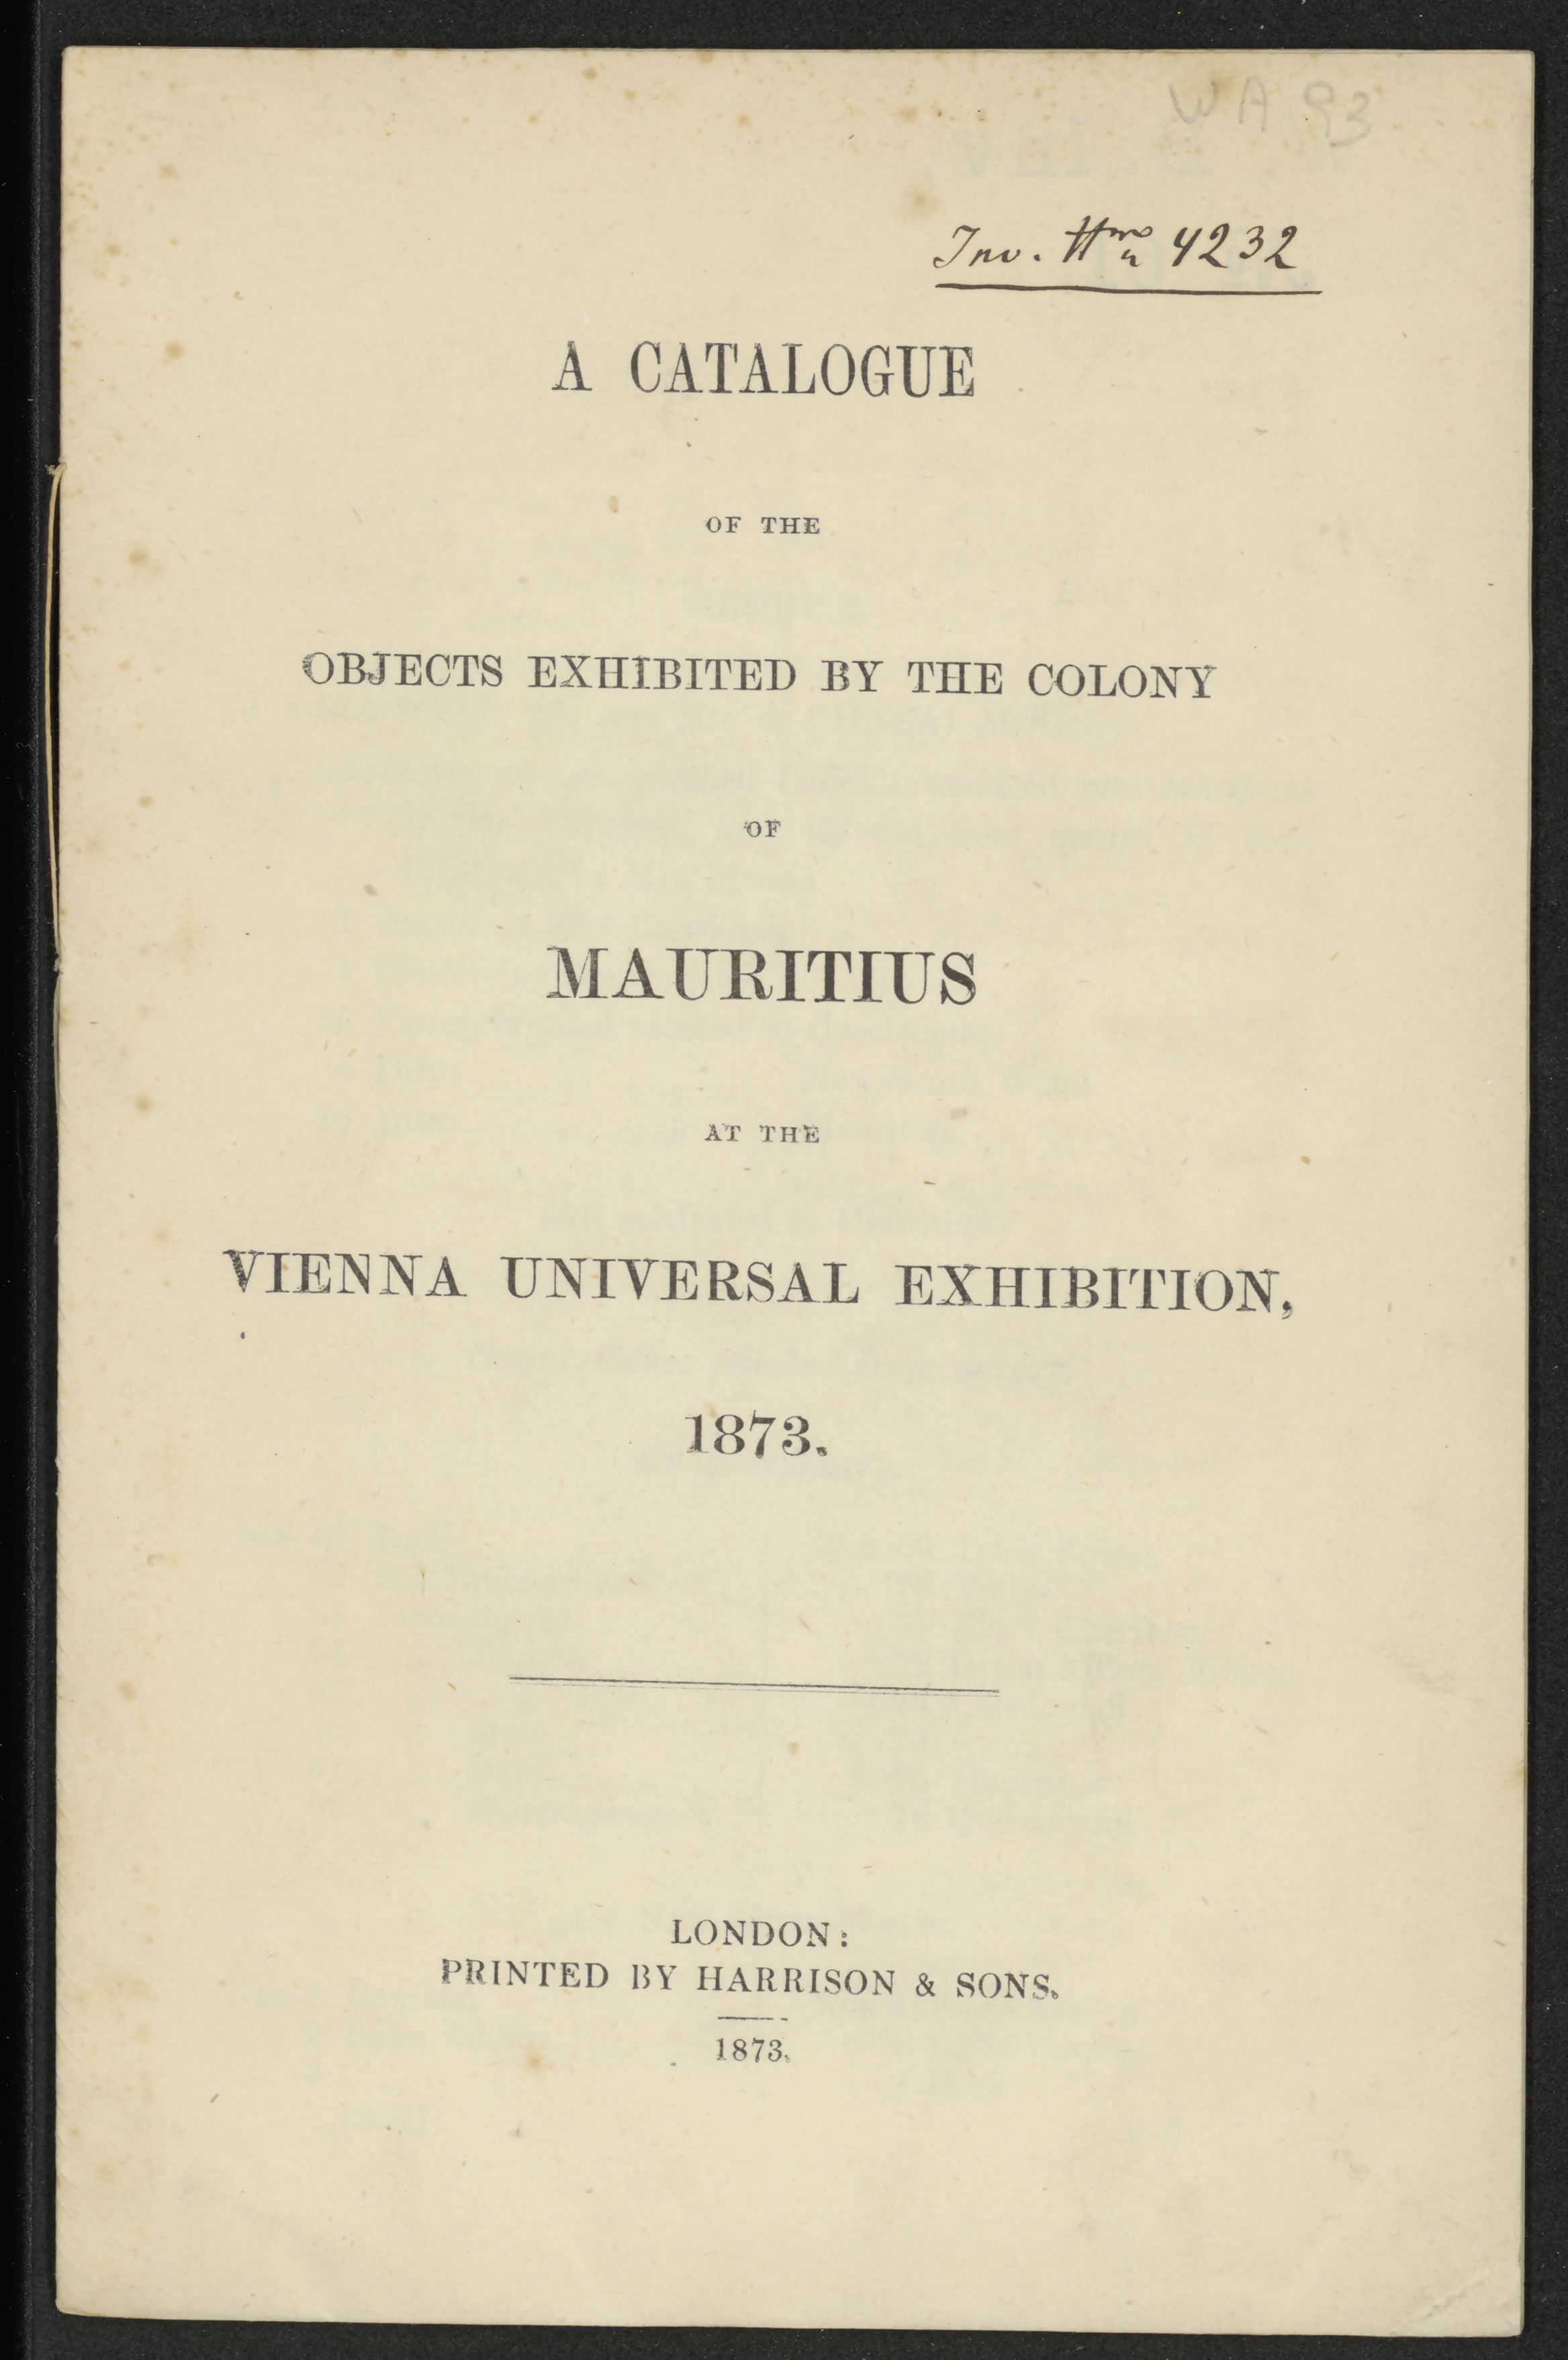 WA 93
Inv. 4232
A CATALOGUE
OF THE
OBJECTS EXHIBITED BY THE COLONY
OF
MAURITIUS
AT THE
VIENNA UNIVERSAL EXHIBITION,
1873.
LONDON:
PRINTED BY HARRISON & SONS.
1873.